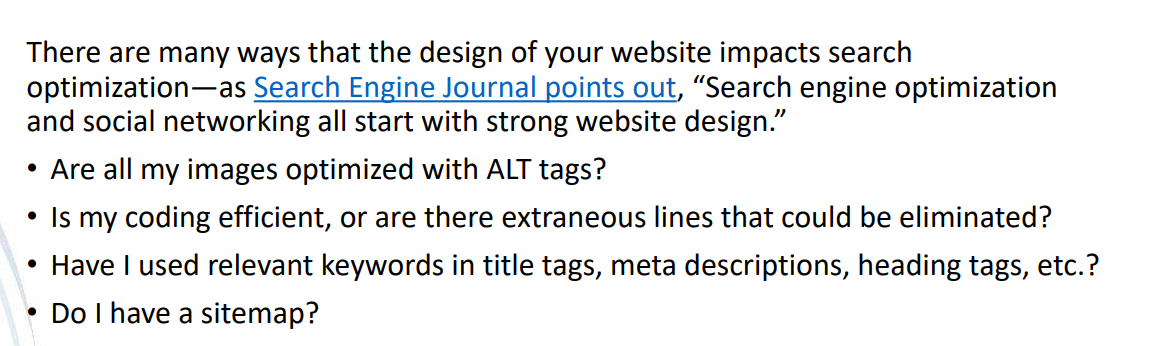 There are many ways that the design of your website impacts search
optimization—as Search Engine Journal points out, “Search engine optimization
and social networking all start with strong website design.”
• Are all my images optimized with ALT tags?
• Is my coding efficient, or are there extraneous lines that could be eliminated?
• Have I used relevant keywords in title tags, meta descriptions, heading tags, etc.?
• Do I have a sitemap?